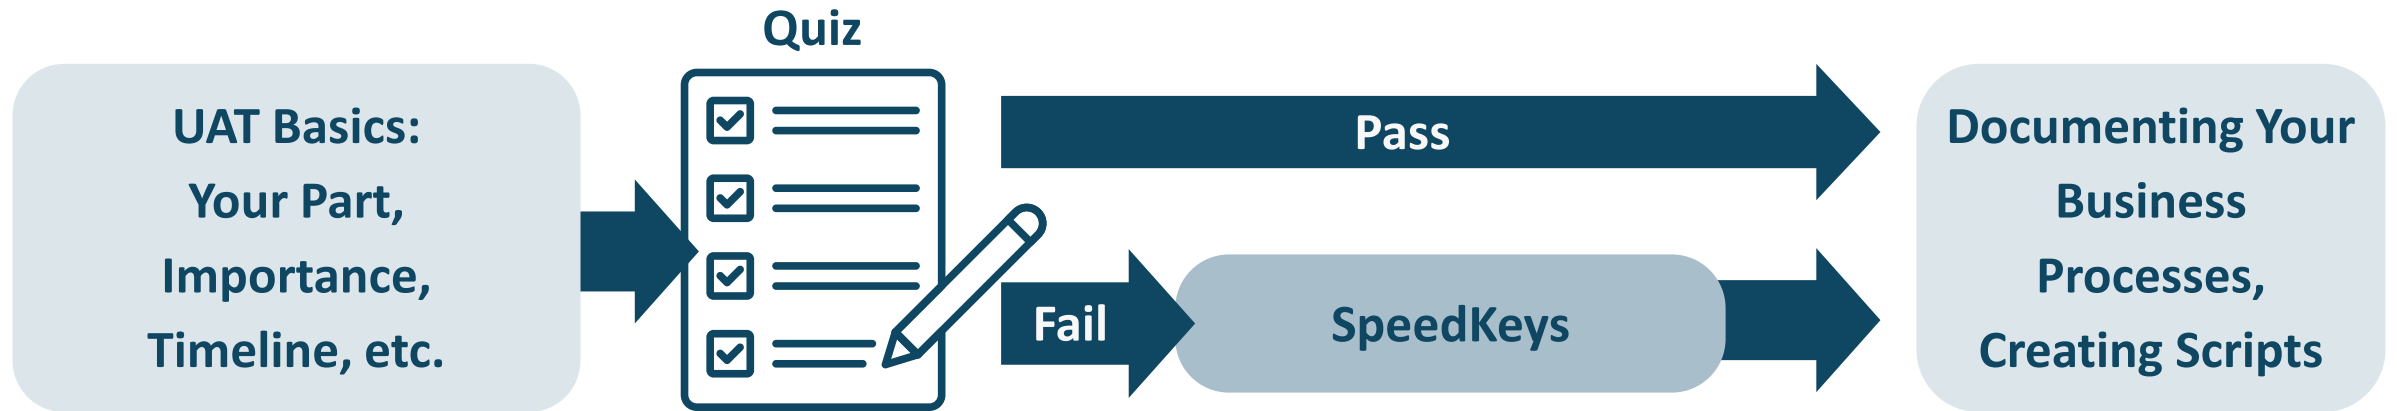 UAT Basics:
Your Part,
Importance,
Timeline, etc.
Quiz
Pass
Fail
SpeedKeys
Documenting Your
Business
Processes,
Creating Scripts